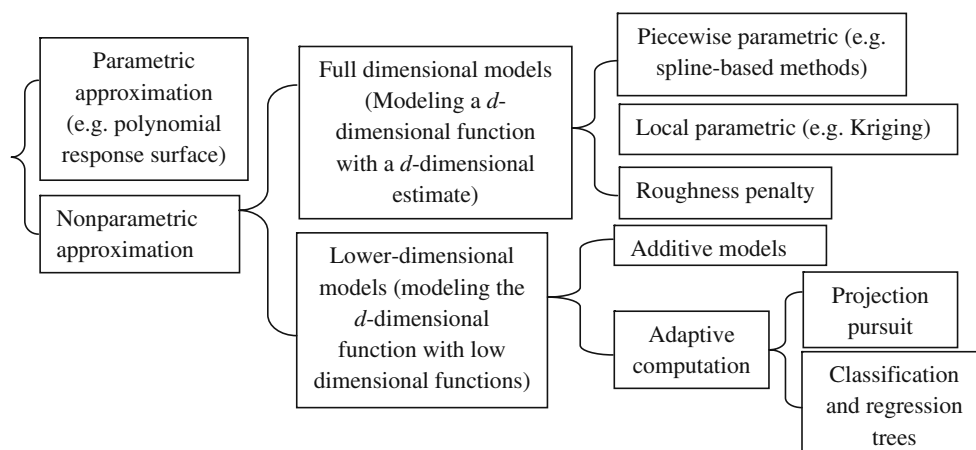 Parametric
approximation
(e.g. polynomial
response surface)
Nonparametric
approximation
Full dimensional models
(Modeling a d-
dimensional function
with a d-dimensional
estimate)
Lower-dimensional
models (modeling the
d-dimensional
function with low
dimensional functions)
Piecewise parametric (e.g.
spline-based methods)
Local parametric (e.g. Kriging)
Roughness penalty
Additive models
Adaptive
computation
Projection
pursuit
Classification
and regression
trees